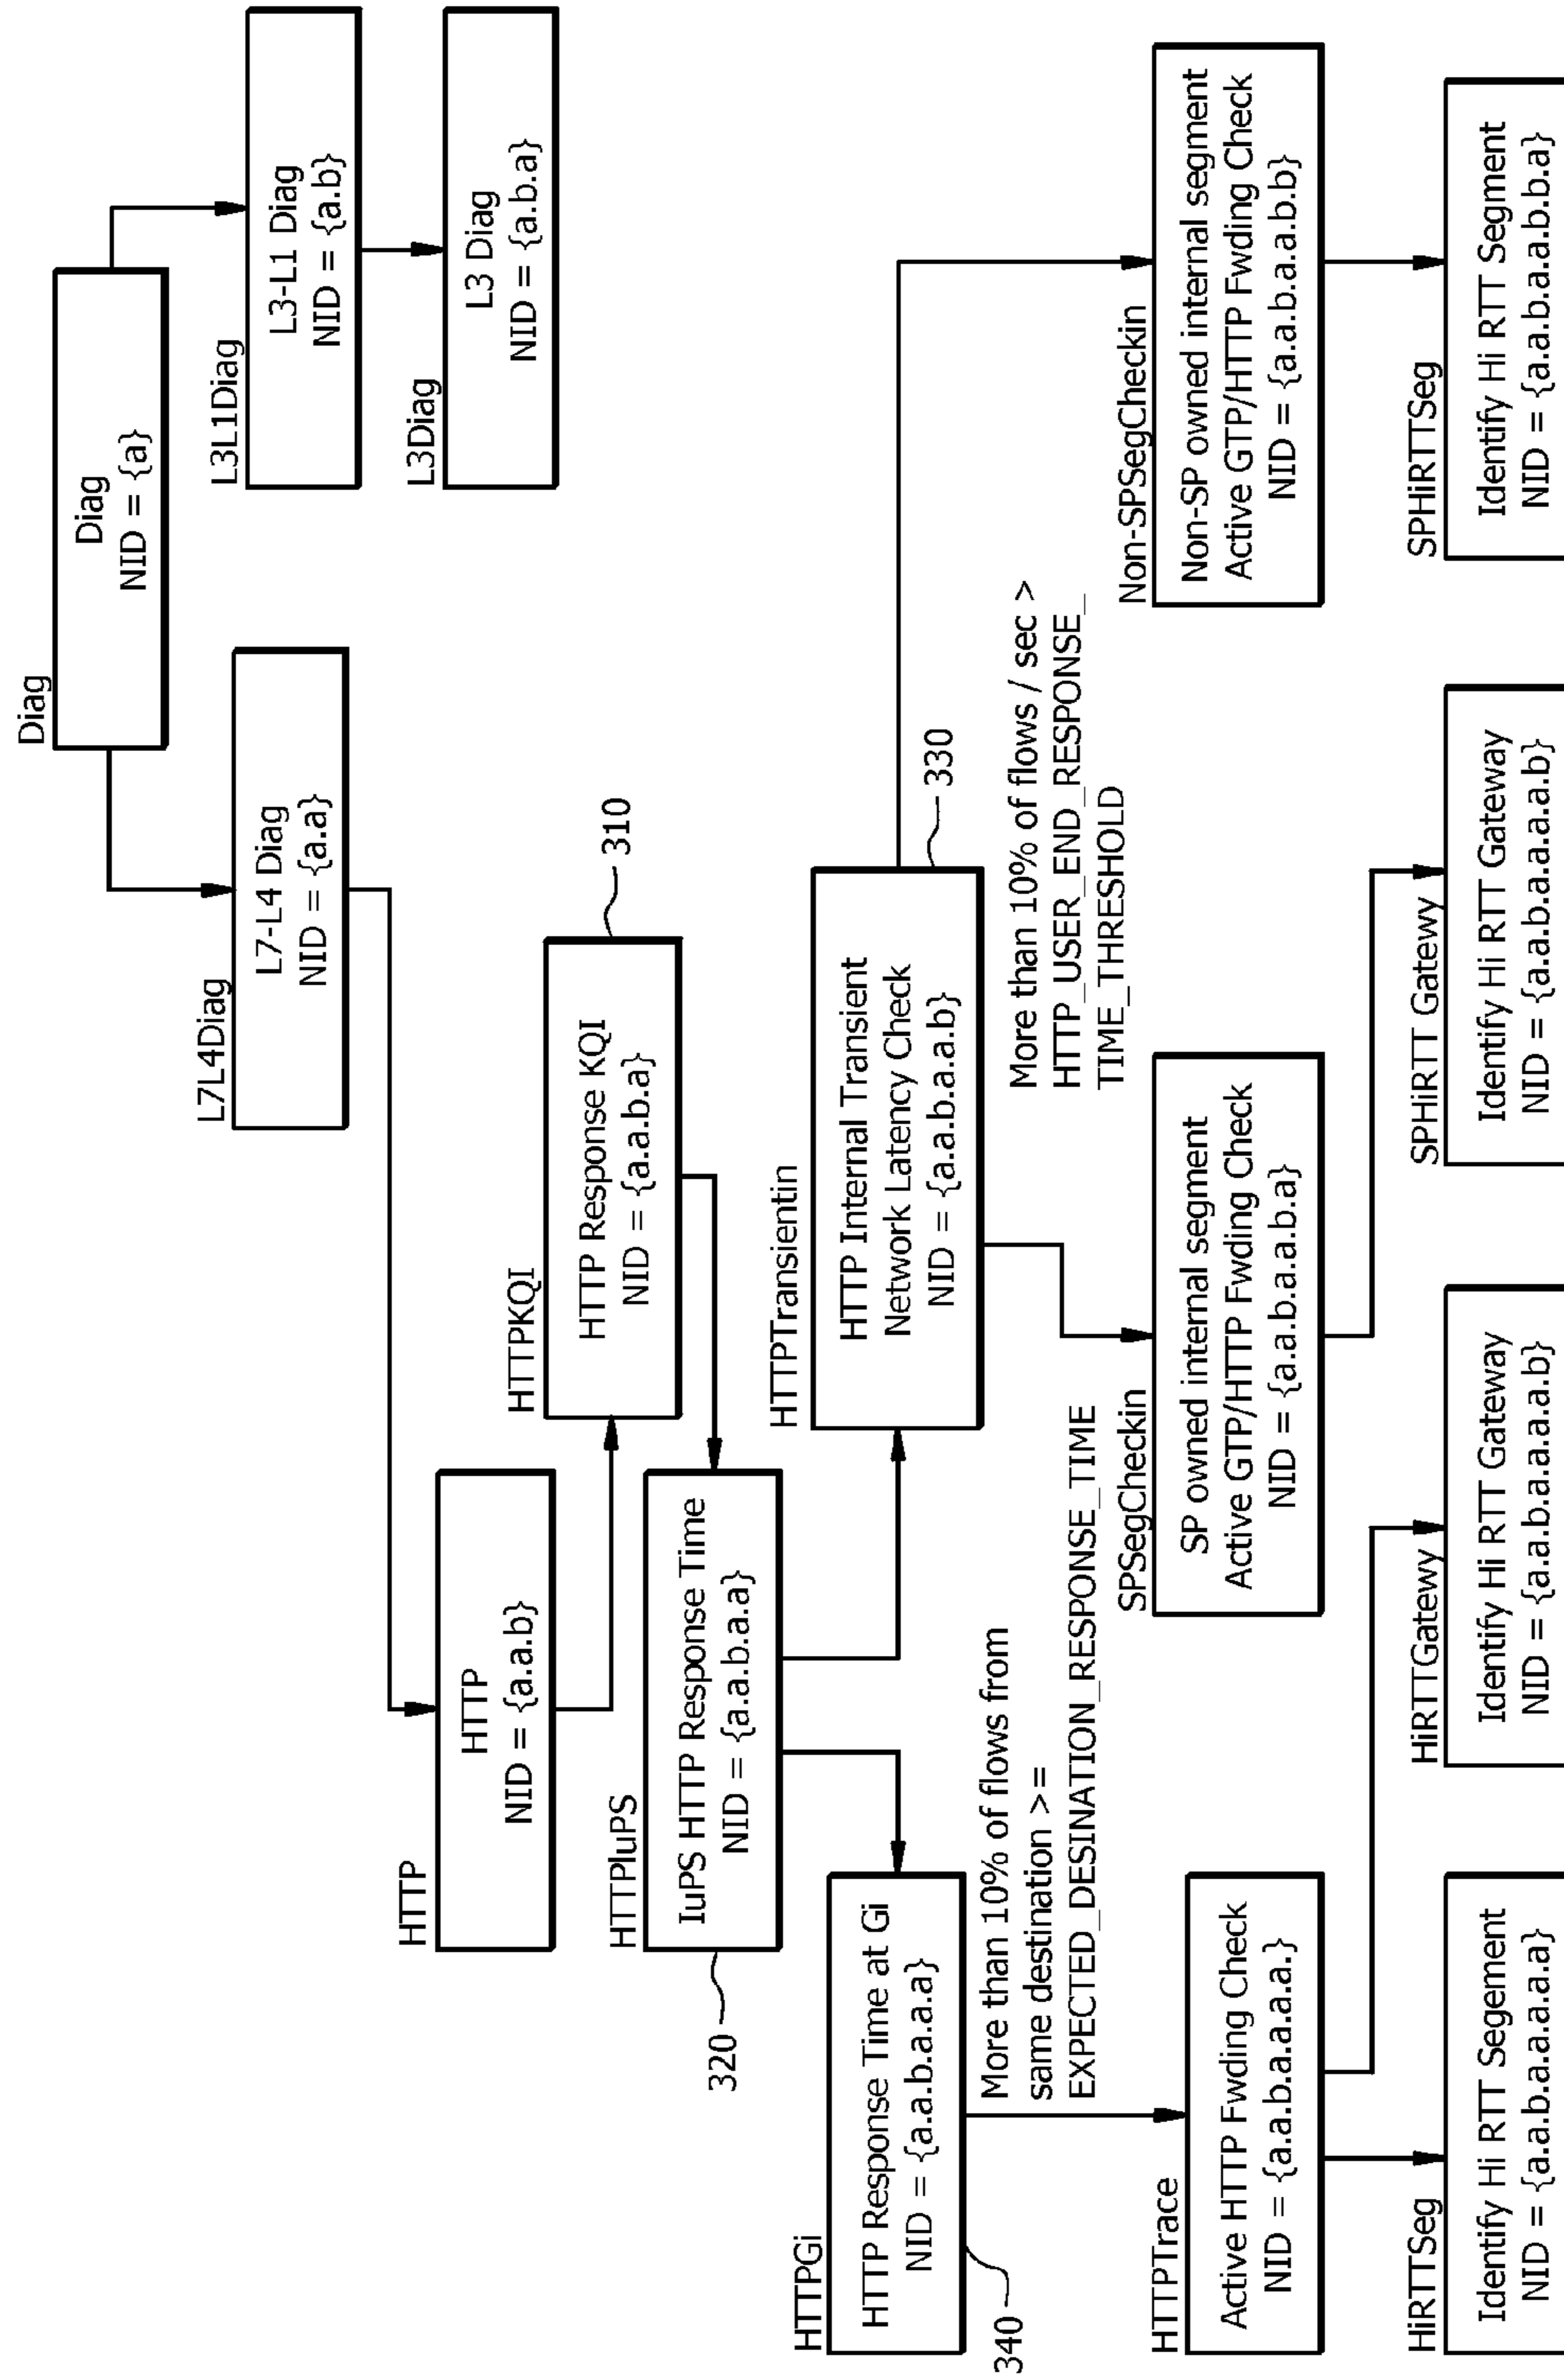 Diag
Diag
NID = {a}
L7L4Diag
L7-L4 Diag
NID = {a.a}
L3L1Diag
L3-L1 Diag
NID = {a.b}
L3Diag
L3 Diag
NID = {a.b.a}
HTTP
HTTP
NID = {a.a.b}
HTTPKQI
HTTP Response KQI
NID = {a.a.b.a}
310
HTTPIuPS
IuPS HTTP Response Time
NID = {a.a.b.a.a}
320
HTTPGi
HTTP Response Time at Gi
NID = {a.a.b.a.a.a}
340
HTTPTransientin
HTTP Internal Transient
Network Latency Check
NID = {a.a.b.a.a.b}
330
More than 10% of flows from
same destination >=
EXPECTED_DESINATION_RESPONSE_TIME
More than 10% of flows / sec >
HTTP_USER_END_RESPONSE_
TIME_THRESHOLD
HTTPTrace
Active HTTP Fwding Check
NID = {a.a.b.a.a.a.a.}
SPSegCheckin
SP owned internal segment
Active GTP/HTTP Fwding Check
NID = {a.a.b.a.a.b.a}
Non-SPSegCheckin
Non-SP owned internal segment
Active GTP/HTTP Fwding Check
NID = {a.a.b.a.a.b.b}
HiRTTSeg
Identify Hi RTT Segement
NID = {a.a.b.a.a.a.a.a}
HiRTTGatewy
Identify Hi RTT Gateway
NID = {a.a.b.a.a.a.a.b}
SPHiRTT Gatewy
Identify Hi RTT Gateway
NID = {a.a.b.a.a.a.a.b}
SPHiRTTSeg
Identify Hi RTT Segment
NID = {a.a.b.a.a.b.b.a}